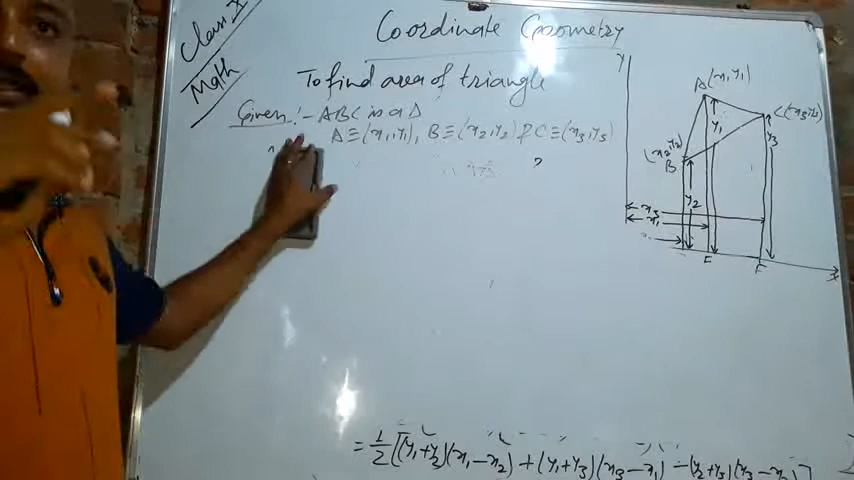 Class X
Math
Coordinate Geometry
To find area of triangle
Given:- ABC is a Δ
A≡(x₁,y₁), B≡(x₂,y₂) & C≡(x₃,y₃)
?
y
A(x₁,y₁)
C(x₃,y₃)
(x₂,y₂)
B
y₁
y₃
y₂
x₃
x₁
E
F
x
= 1/2 [(y₁+y₂)(x₁-x₂) + (y₁+y₃)(x₃-x₁) - (y₂+y₃)(x₃-x₂)]